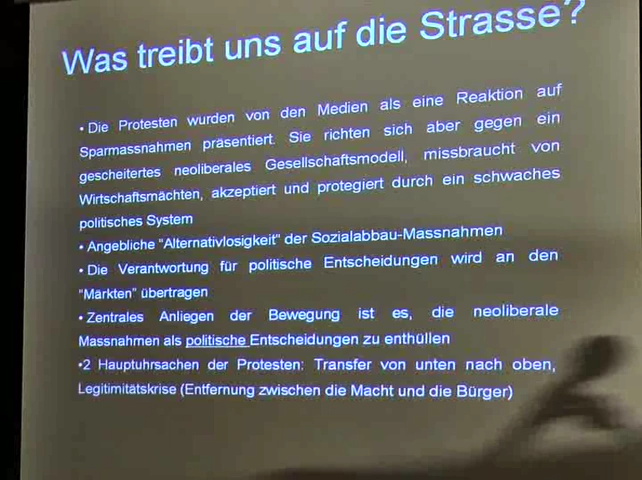 Was treibt uns auf die Strasse?
• Die Protesten wurden von den Medien als eine Reaktion auf
Sparmassnahmen präsentiert. Sie richten sich aber gegen ein
gescheitertes neoliberales Gesellschaftsmodell, missbraucht von
Wirtschaftsmächten, akzeptiert und protegiert durch ein schwaches
politisches System
• Angebliche "Alternativlosigkeit" der Sozialabbau-Massnahmen
• Die Verantwortung für politische Entscheidungen wird an den
"Märkten" übertragen
• Zentrales Anliegen der Bewegung ist es, die neoliberale
Massnahmen als politische Entscheidungen zu enthüllen
•2 Hauptuhrsachen der Protesten: Transfer von unten nach oben,
Legitimitätskrise (Entfernung zwischen die Macht und die Bürger)